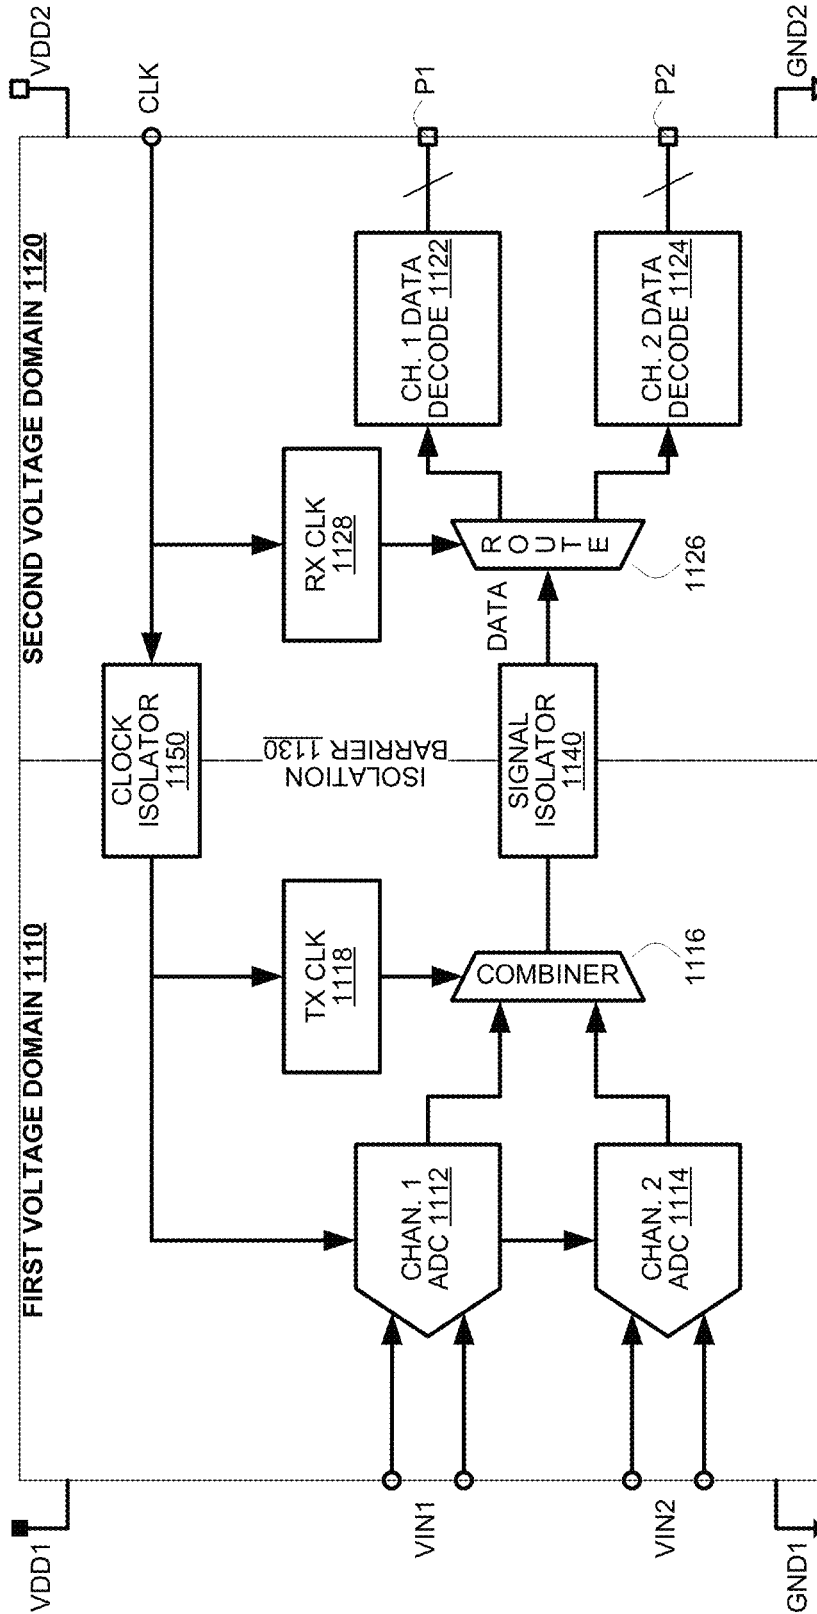 FIRST VOLTAGE DOMAIN 1110
SECOND VOLTAGE DOMAIN 1120
VDD1
VDD2
CLOCK
ISOLATOR
1150
CLK
TX CLK
1118
ISOLATION
BARRIER 1130
RX CLK
1128
VIN1
CHAN. 1
ADC 1112
CH. 1 DATA
DECODE 1122
P1
COMBINER
1116
SIGNAL
ISOLATOR
1140
DATA
ROUTE
1126
VIN2
CHAN. 2
ADC 1114
CH. 2 DATA
DECODE 1124
P2
GND1
GND2